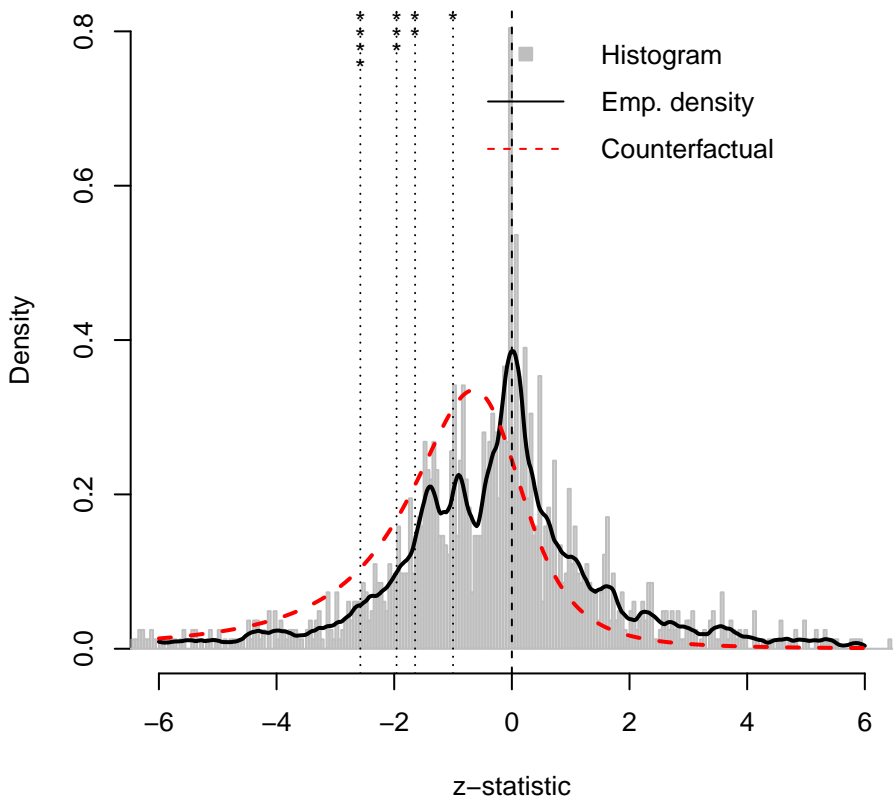 * * * *
* * *
* *
*
Histogram
Emp. density
Counterfactual
Density
0.8
0.6
0.4
0.2
0.0
−6 −4 −2 0 2 4 6
z−statistic